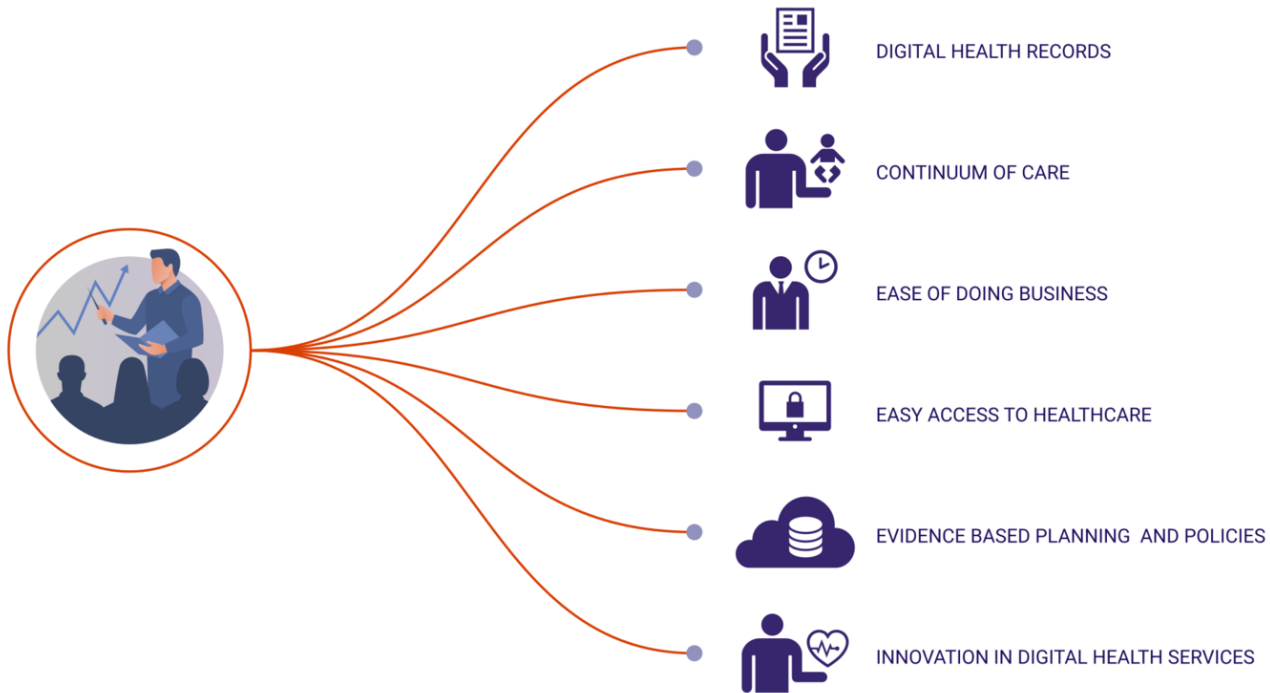 DIGITAL HEALTH RECORDS
CONTINUUM OF CARE
EASE OF DOING BUSINESS
EASY ACCESS TO HEALTHCARE
EVIDENCE BASED PLANNING  AND POLICIES
INNOVATION IN DIGITAL HEALTH SERVICES